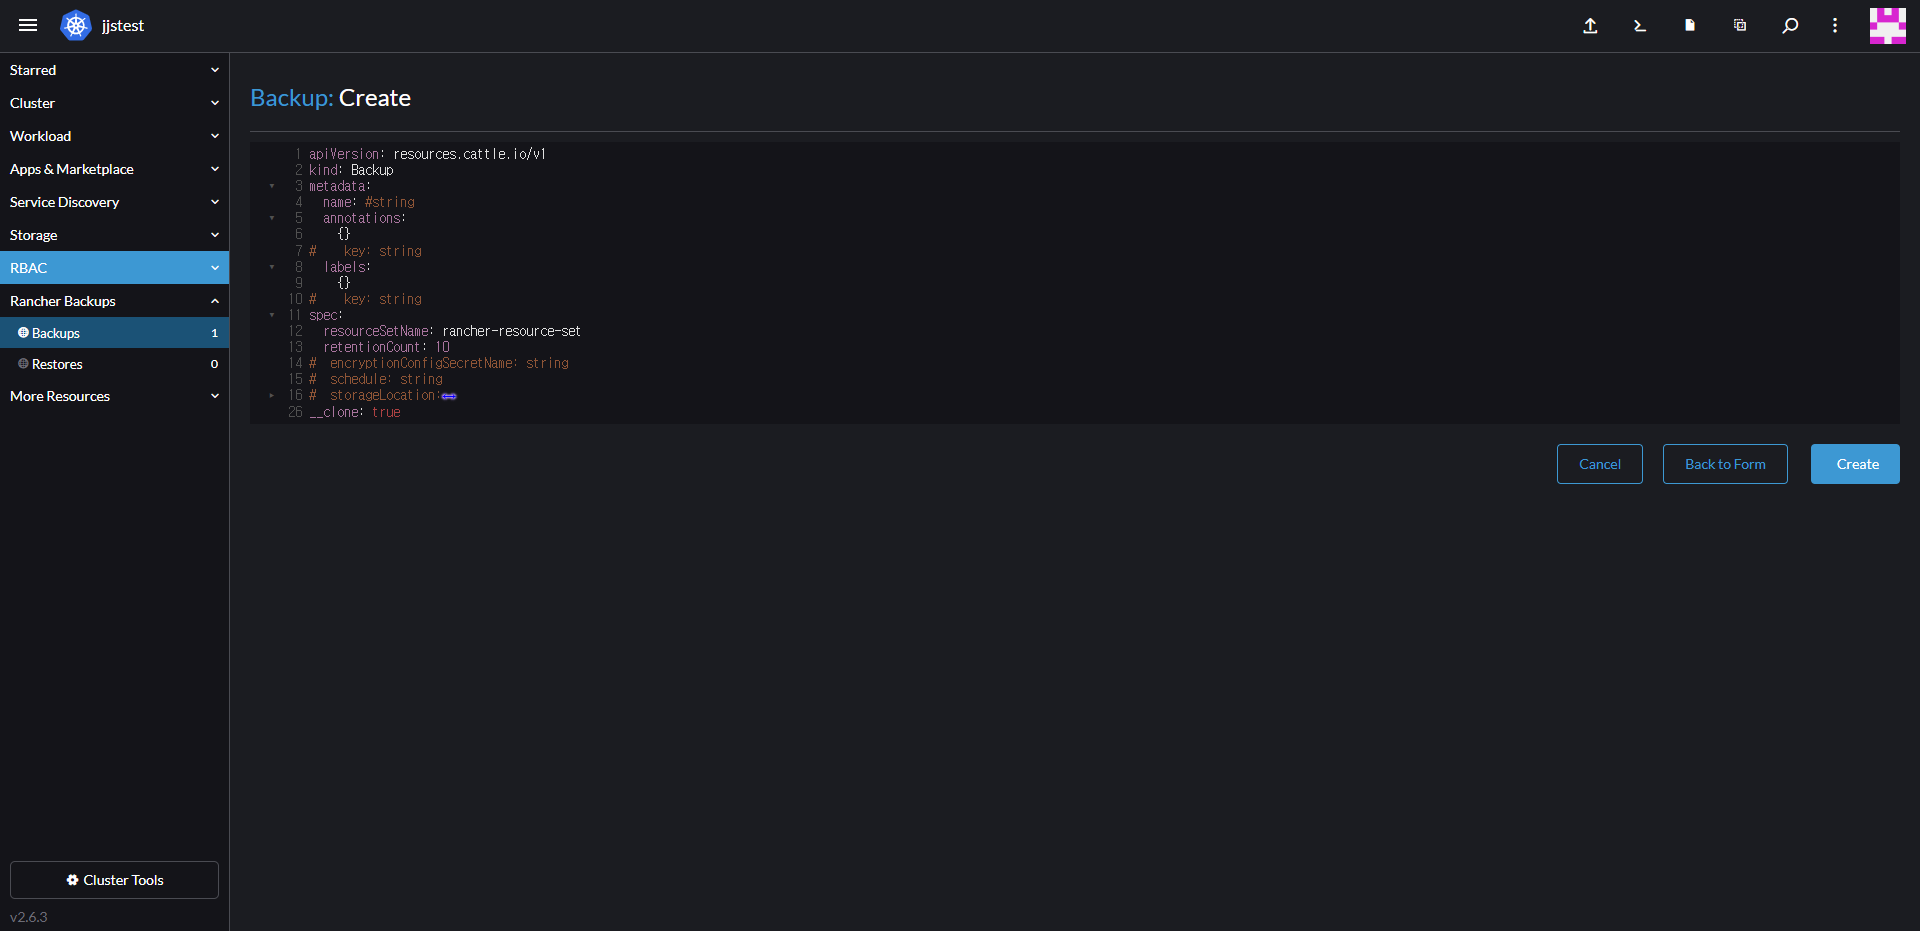 jjstest
Starred
Cluster
Workload
Apps & Marketplace
Service Discovery
Storage
RBAC
Rancher Backups
Backups 1
Restores 0
More Resources
Cluster Tools
v2.6.3
Backup: Create
1 apiVersion: resources.cattle.io/v1
2 kind: Backup
3 metadata:
4 name: #string
5 annotations:
6 {}
7 # key: string
8 labels:
9 {}
10 # key: string
11 spec:
12 resourceSetName: rancher-resource-set
13 retentionCount: 10
14 # encryptionConfigSecretName: string
15 # schedule: string
16 # storageLocation:
26 __clone: true
Cancel Back to Form Create